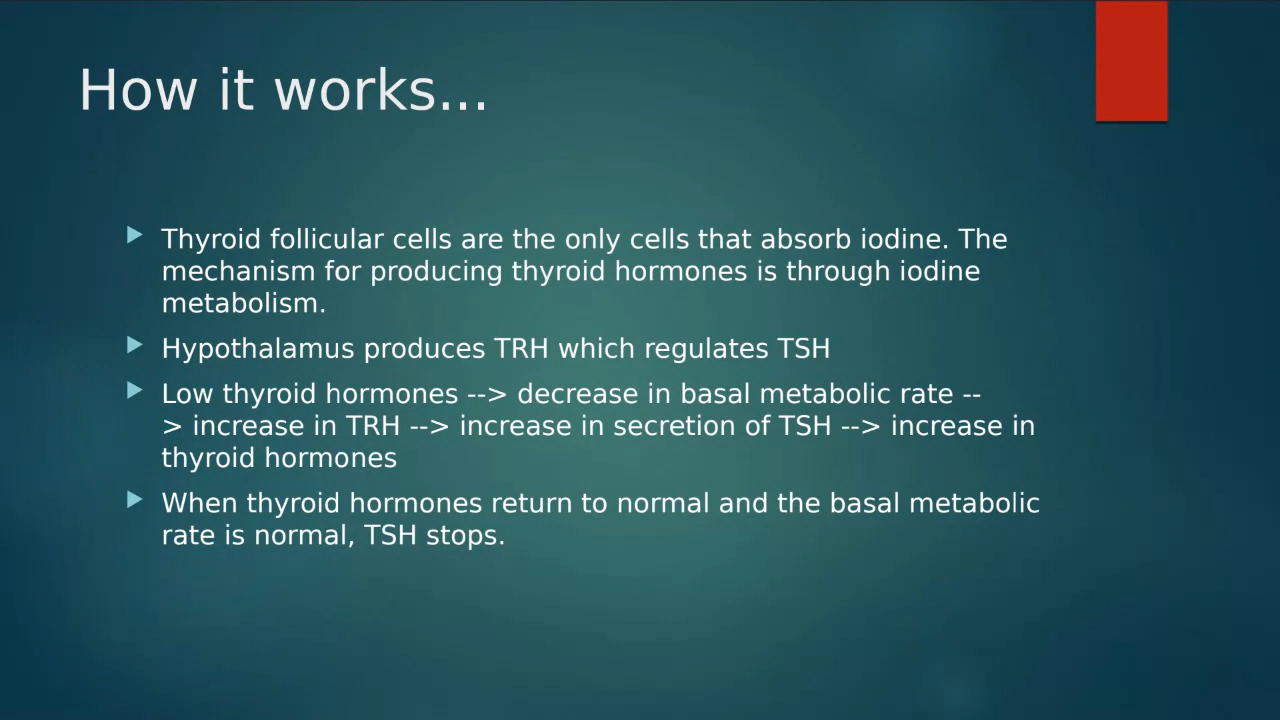 How it works...
Thyroid follicular cells are the only cells that absorb iodine. The
mechanism for producing thyroid hormones is through iodine
metabolism.
Hypothalamus produces TRH which regulates TSH
Low thyroid hormones --> decrease in basal metabolic rate --
> increase in TRH --> increase in secretion of TSH --> increase in
thyroid hormones
When thyroid hormones return to normal and the basal metabolic
rate is normal, TSH stops.